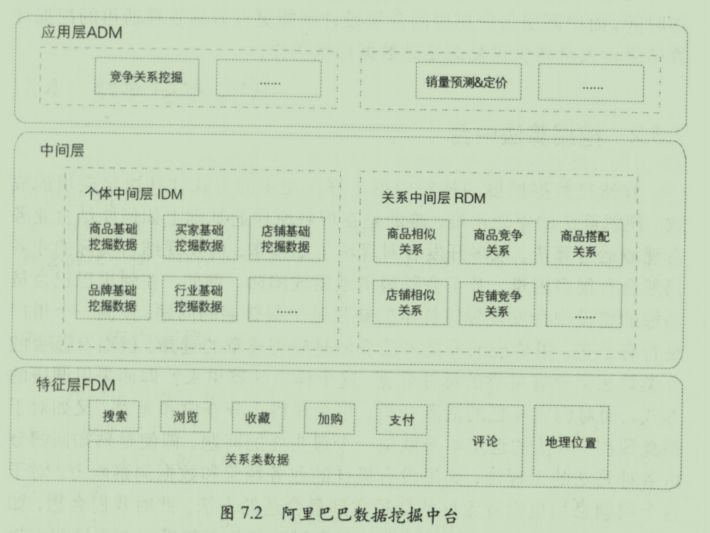 应用层ADM
竞争关系挖掘
……
销量预测&定价
……
中间层
个体中间层 IDM
关系中间层 RDM
商品基础
挖掘数据
买家基础
挖掘数据
店铺基础
挖掘数据
商品相似
关系
商品竞争
关系
商品搭配
关系
品牌基础
挖掘数据
行业基础
挖掘数据
……
店铺相似
关系
店铺竞争
关系
……
特征层FDM
搜索
浏览
收藏
加购
支付
评论
地理位置
关系类数据
图 7.2 阿里巴巴数据挖掘中台